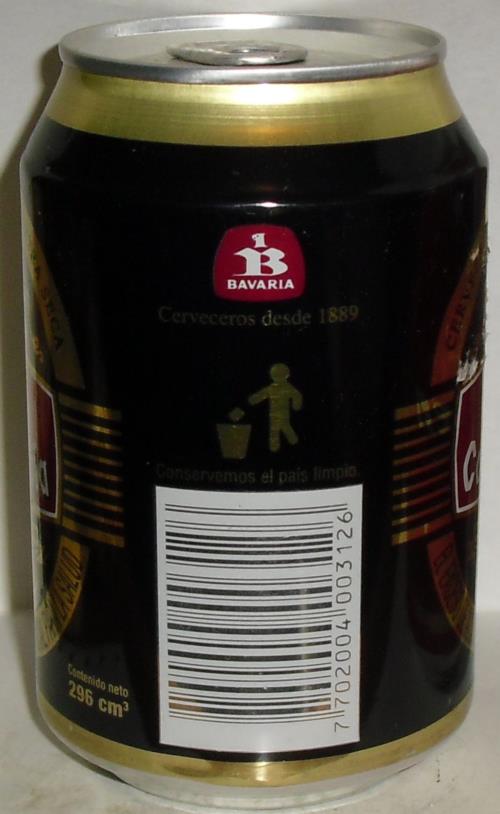 B
BAVARIA
Cerveceros desde 1889
Conservemos el país limpio.
7702004003126
Contenido neto
296 cm³